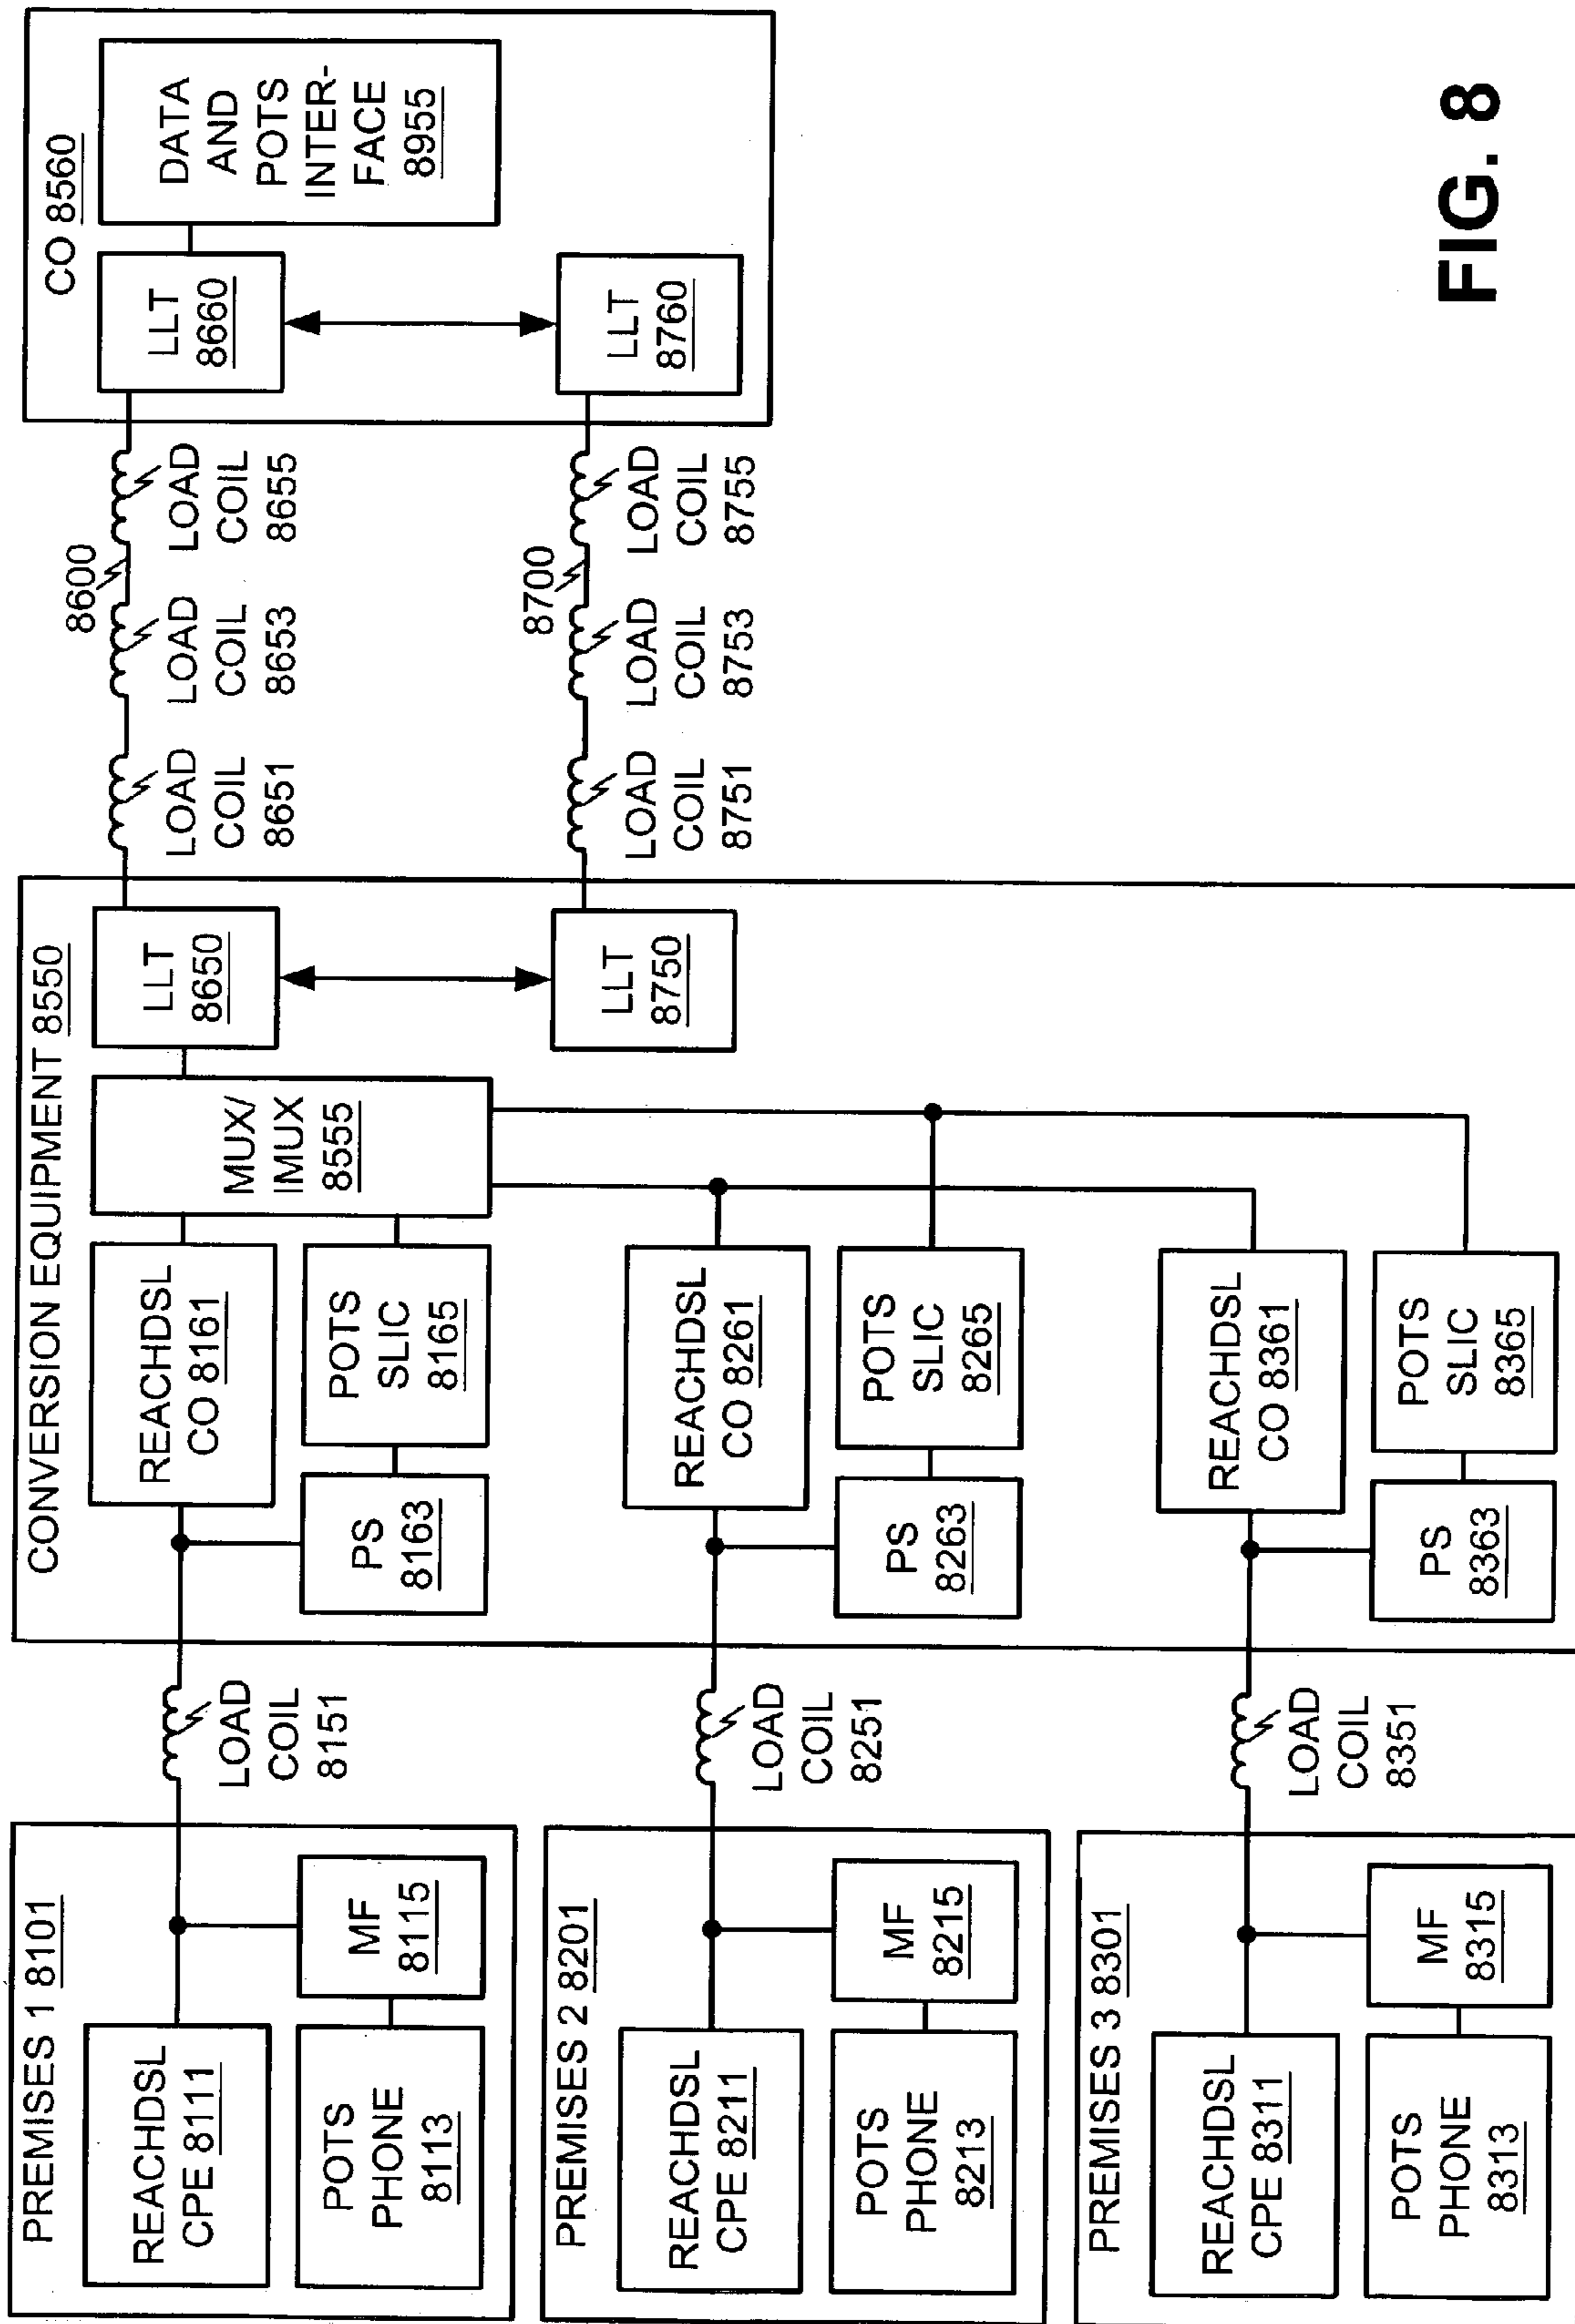 PREMISES 1 8101
REACHDSL
CPE 8111
POTS
PHONE
8113
MF
8115
LOAD
COIL
8151
PREMISES 2 8201
REACHDSL
CPE 8211
POTS
PHONE
8213
MF
8215
LOAD
COIL
8251
PREMISES 3 8301
REACHDSL
CPE 8311
POTS
PHONE
8313
MF
8315
LOAD
COIL
8351
CONVERSION EQUIPMENT 8550
REACHDSL
CO 8161
PS
8163
POTS
SLIC
8165
MUX/
IMUX
8555
LLT
8650
LLT
8750
REACHDSL
CO 8261
PS
8263
POTS
SLIC
8265
REACHDSL
CO 8361
PS
8363
POTS
SLIC
8365
8600
LOAD
COIL
8651
LOAD
COIL
8653
LOAD
COIL
8655
8700
LOAD
COIL
8751
LOAD
COIL
8753
LOAD
COIL
8755
CO 8560
LLT
8660
DATA
AND
POTS
INTER-
FACE
8955
LLT
8760
FIG. 8